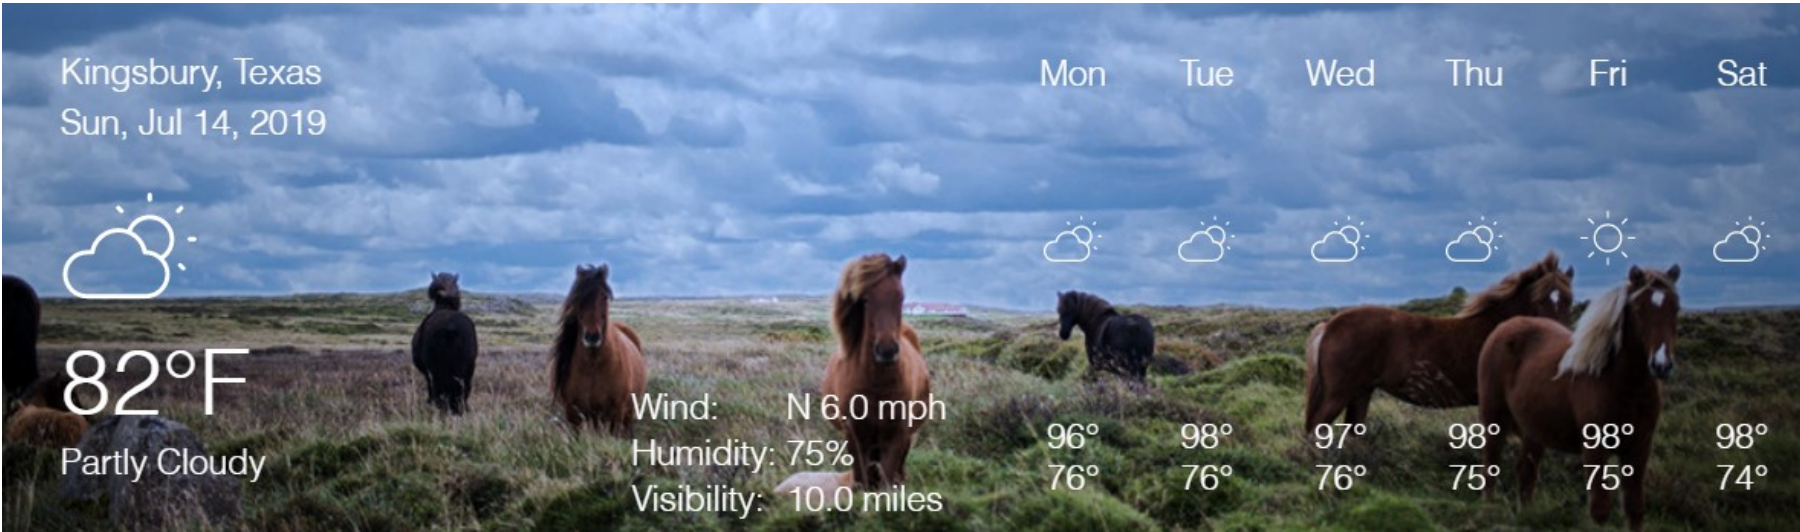 Kingsbury, Texas
Sun, Jul 14, 2019
82°F
Partly Cloudy
Wind: N 6.0 mph
Humidity: 75%
Visibility: 10.0 miles
Mon Tue Wed Thu Fri Sat
96° 98° 97° 98° 98° 98°
76° 76° 76° 75° 75° 74°